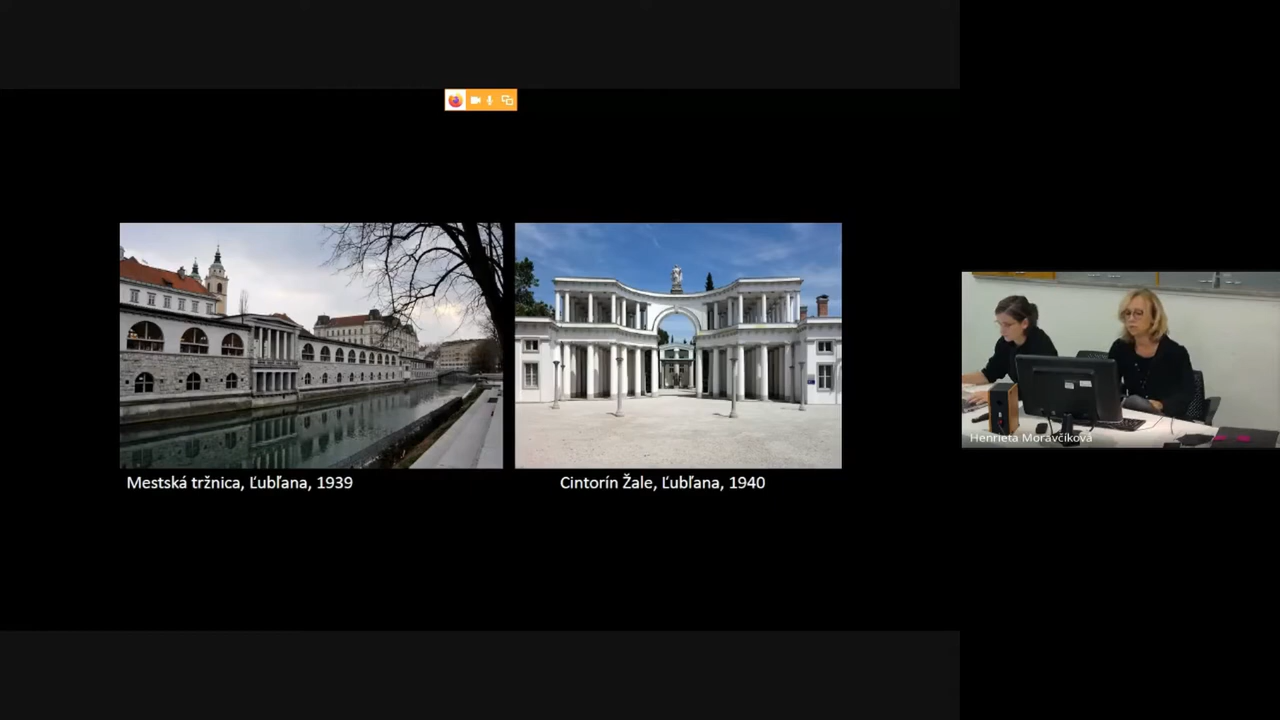 Mestská tržnica, Ľubľana, 1939
Cintorín Žale, Ľubľana, 1940
Henrieta Moravčíková